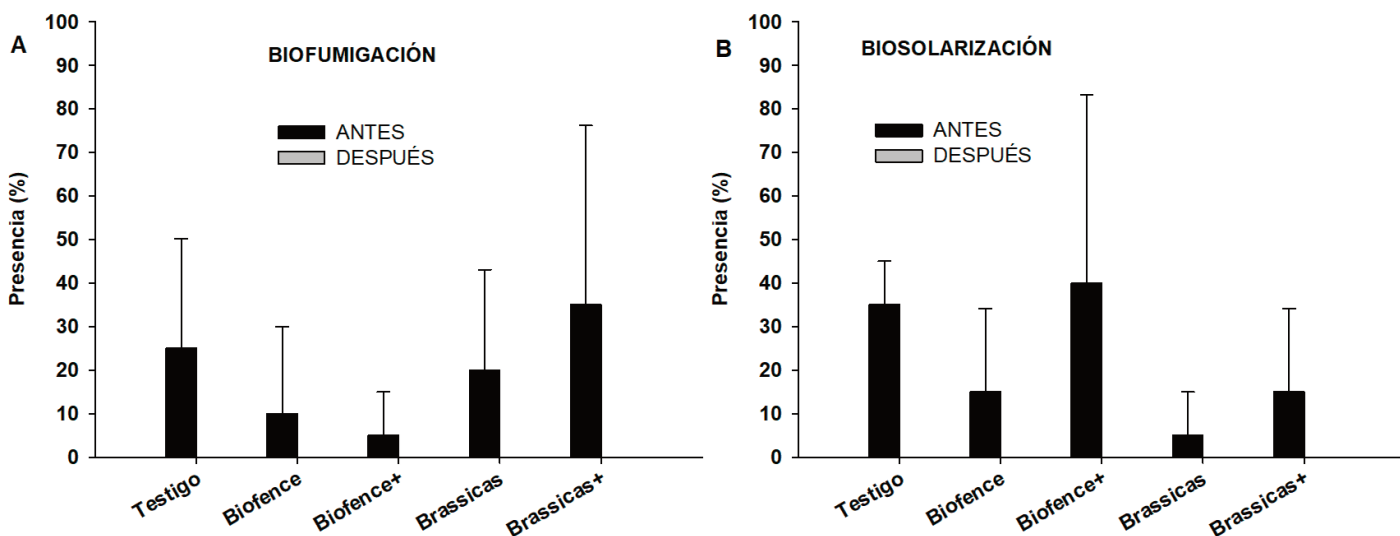 A
BIOFUMIGACIÓN
ANTES
DESPUÉS
Presencia (%)
100
90
80
70
60
50
40
30
20
10
0
Testigo
Biofence
Biofence+
Brassicas
Brassicas+
B
BIOSOLARIZACIÓN
ANTES
DESPUÉS
Presencia (%)
100
90
80
70
60
50
40
30
20
10
0
Testigo
Biofence
Biofence+
Brassicas
Brassicas+